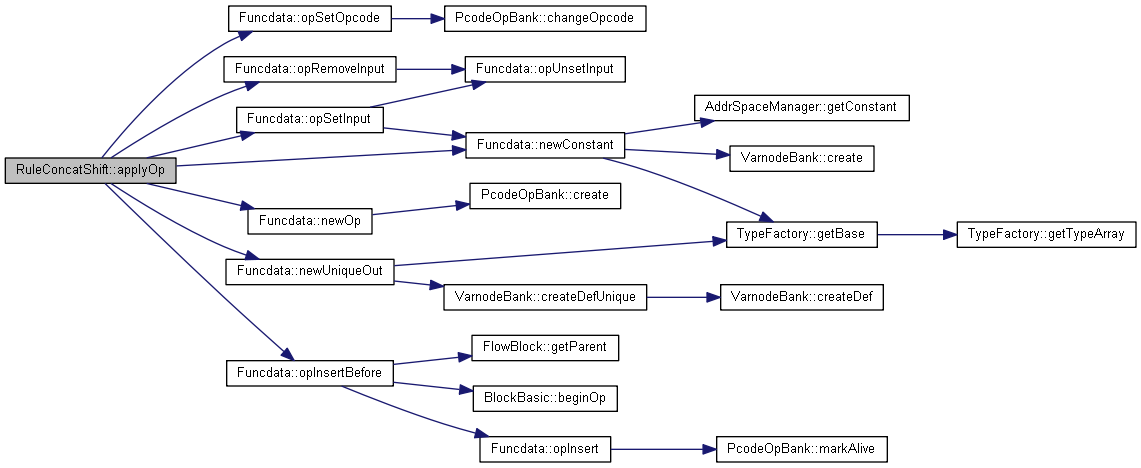 Funcdata::opSetOpcode
PcodeOpBank::changeOpcode
Funcdata::opRemoveInput
Funcdata::opUnsetInput
AddrSpaceManager::getConstant
Funcdata::opSetInput
Funcdata::newConstant
VarnodeBank::create
RuleConcatShift::applyOp
PcodeOpBank::create
Funcdata::newOp
TypeFactory::getBase
TypeFactory::getTypeArray
Funcdata::newUniqueOut
VarnodeBank::createDefUnique
VarnodeBank::createDef
FlowBlock::getParent
Funcdata::opInsertBefore
BlockBasic::beginOp
Funcdata::opInsert
PcodeOpBank::markAlive